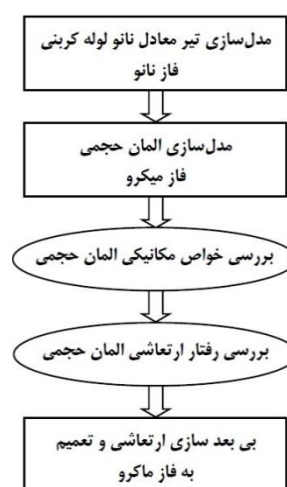 مدل‌سازی تیر معادل نانو لوله کربنی
فاز نانو
مدل‌سازی المان حجمی
فاز میکرو
بررسی خواص مکانیکی المان حجمی
بررسی رفتار ارتعاشی المان حجمی
بی بعد سازی ارتعاشی و تعمیم
به فاز ماکرو